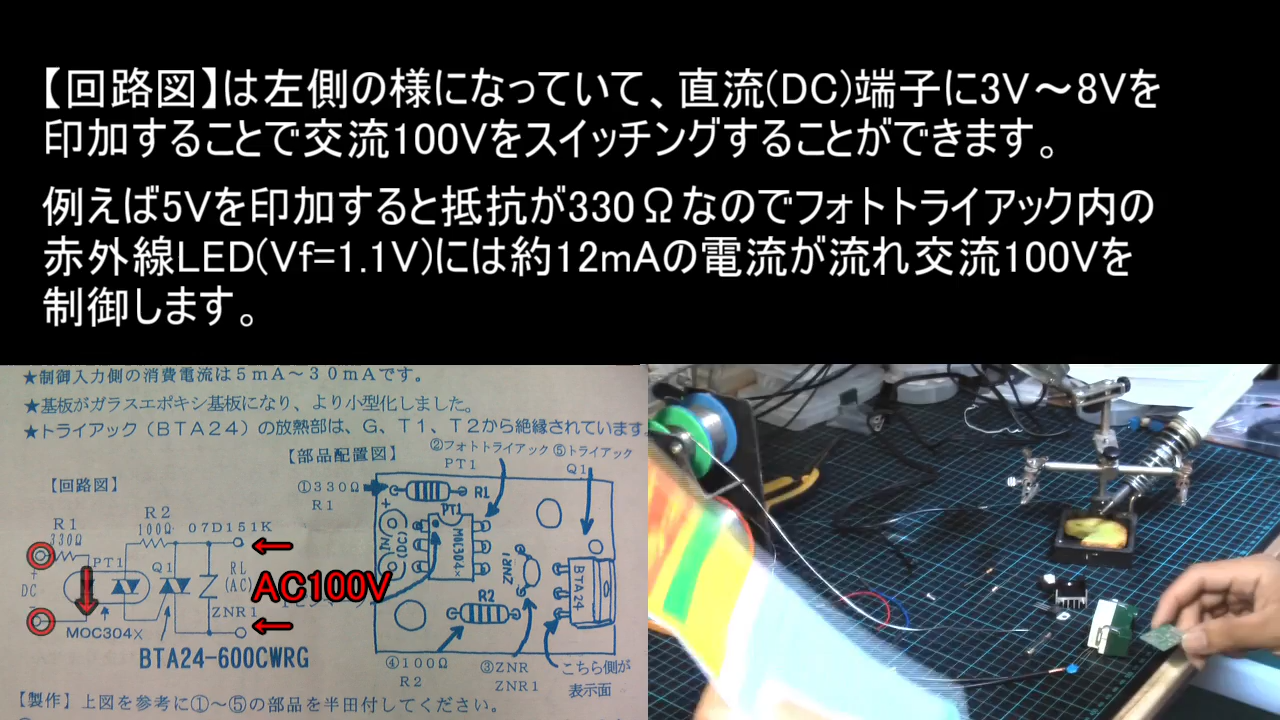 【回路図】は左側の様になっていて、直流(DC)端子に3V～8Vを
印加することで交流100Vをスイッチングすることができます。
例えば5Vを印加すると抵抗が330Ωなのでフォトトライアック内の
赤外線LED(Vf=1.1V)には約12mAの電流が流れ交流100Vを
制御します。
★制御入力側の消費電流は５ｍＡ～３０ｍＡです。
★基板がガラスエポキシ基板になり、より小型化しました。
★トライアック（ＢＴＡ２４）の放熱部は、Ｇ、Ｔ１、Ｔ２から絶縁されています
【回路図】
R1
330Ω
R2
100Ω
07D151K
PT1
Q1
+
DC
-
RL
(AC)
AC100V
ZNR1
MOC304X
BTA24-600CWRG
【部品配置図】
②フォトトライアック
PT1
⑤トライアック
Q1
①330Ω
R1
R1
PT1
+
IN
(DC)
MOC304×
ZNR1
BTA24
R2
④100Ω
R2
③ZNR
ZNR1
こちら側が
表示面
【製作】上図を参考に①～⑤の部品を半田付してください。